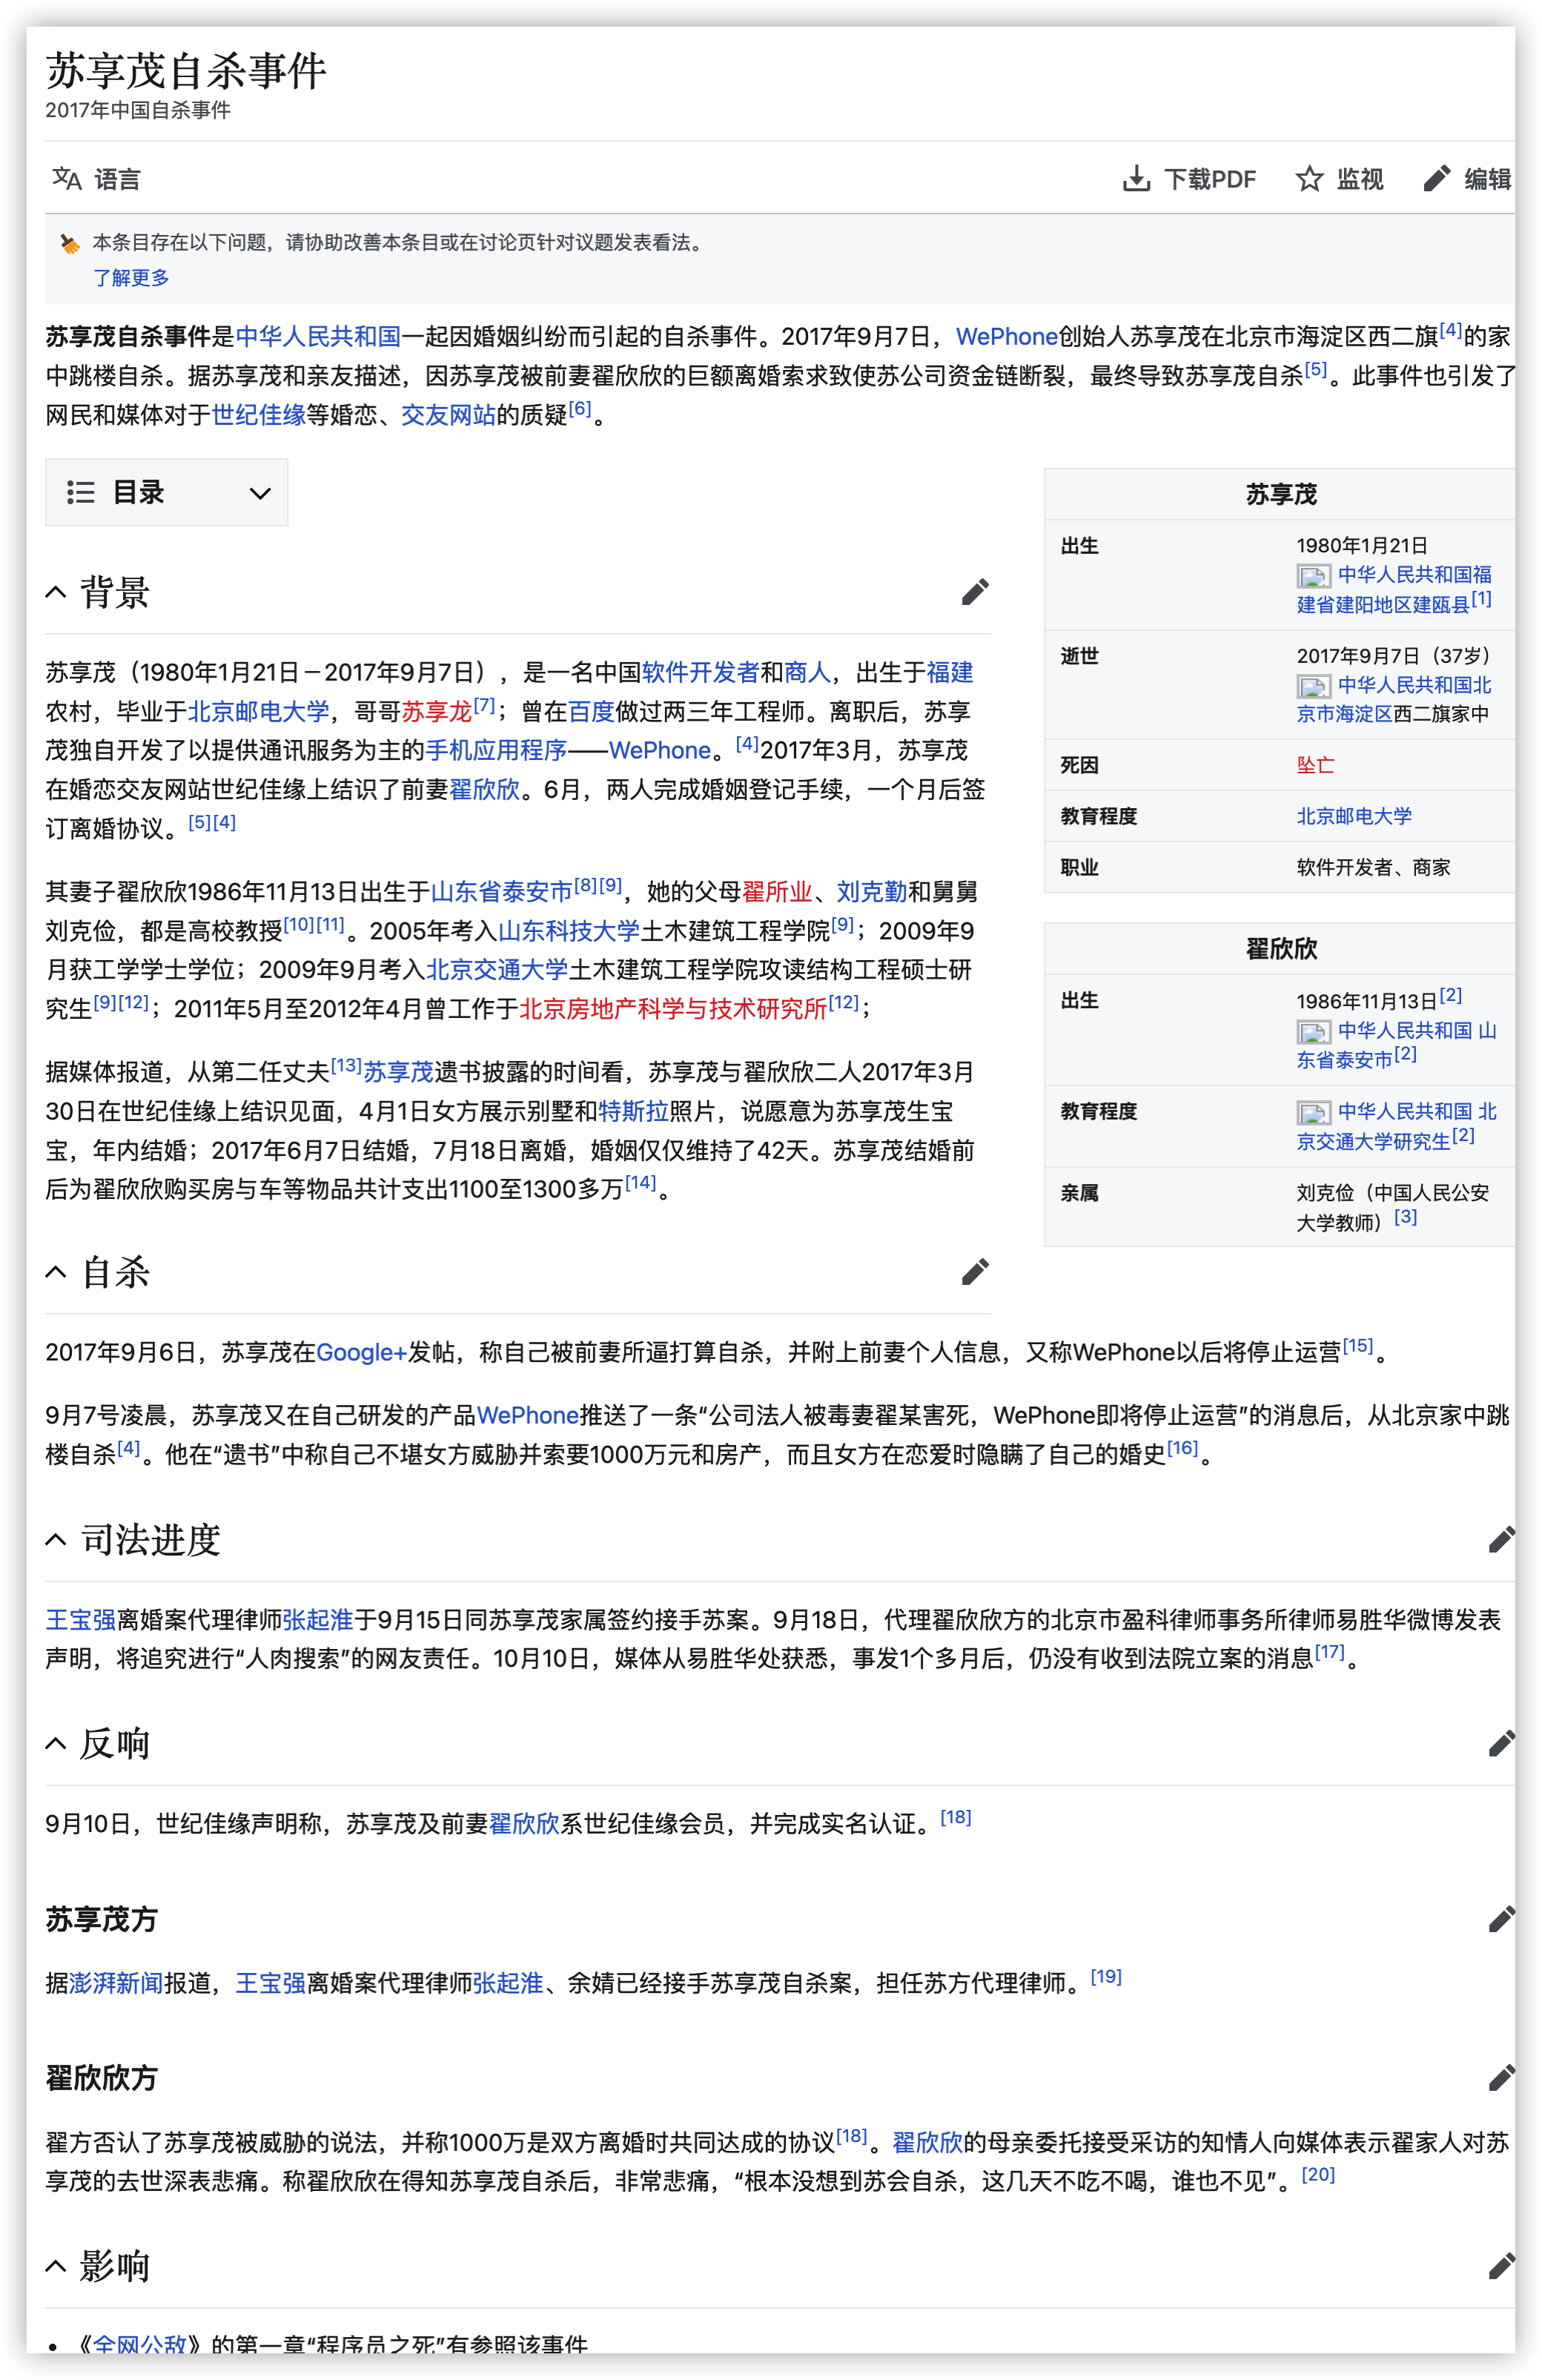 苏享茂自杀事件
2017年中国自杀事件
文A 语言
下载PDF 监视 编辑
本条目存在以下问题，请协助改善本条目或在讨论页针对议题发表看法。
了解更多
苏享茂自杀事件是中华人民共和国一起因婚姻纠纷而引起的自杀事件。2017年9月7日，WePhone创始人苏享茂在北京市海淀区西二旗[4]的家
中跳楼自杀。据苏享茂和亲友描述，因苏享茂被前妻翟欣欣的巨额离婚索求致使苏公司资金链断裂，最终导致苏享茂自杀[5]。此事件也引发了
网民和媒体对于世纪佳缘等婚恋、交友网站的质疑[6]。
目录
背景
苏享茂（1980年1月21日－2017年9月7日），是一名中国软件开发者和商人，出生于福建
农村，毕业于北京邮电大学，哥哥苏享龙[7]；曾在百度做过两三年工程师。离职后，苏享
茂独自开发了以提供通讯服务为主的手机应用程序——WePhone。[4]2017年3月，苏享茂
在婚恋交友网站世纪佳缘上结识了前妻翟欣欣。6月，两人完成婚姻登记手续，一个月后签
订离婚协议。[5][4]
其妻子翟欣欣1986年11月13日出生于山东省泰安市[8][9]，她的父母翟所业、刘克勤和舅舅
刘克俭，都是高校教授[10][11]。2005年考入山东科技大学土木建筑工程学院[9]；2009年9
月获工学学士学位；2009年9月考入北京交通大学土木建筑工程学院攻读结构工程硕士研
究生[9][12]；2011年5月至2012年4月曾工作于北京房地产科学与技术研究所[12]；
据媒体报道，从第二任丈夫[13]苏享茂遗书披露的时间看，苏享茂与翟欣欣二人2017年3月
30日在世纪佳缘上结识见面，4月1日女方展示别墅和特斯拉照片，说愿意为苏享茂生宝
宝，年内结婚；2017年6月7日结婚，7月18日离婚，婚姻仅仅维持了42天。苏享茂结婚前
后为翟欣欣购买房与车等物品共计支出1100至1300多万[14]。
苏享茂
出生 1980年1月21日
中华人民共和国福
建省建阳地区建瓯县[1]
逝世 2017年9月7日（37岁）
中华人民共和国北
京市海淀区西二旗家中
死因 坠亡
教育程度 北京邮电大学
职业 软件开发者、商家
翟欣欣
出生 1986年11月13日[2]
中华人民共和国 山
东省泰安市[2]
教育程度 中华人民共和国 北
京交通大学研究生[2]
亲属 刘克俭（中国人民公安
大学教师）[3]
自杀
2017年9月6日，苏享茂在Google+发帖，称自己被前妻所逼打算自杀，并附上前妻个人信息，又称WePhone以后将停止运营[15]。
9月7号凌晨，苏享茂又在自己研发的产品WePhone推送了一条“公司法人被毒妻翟某害死，WePhone即将停止运营”的消息后，从北京家中跳
楼自杀[4]。他在“遗书”中称自己不堪女方威胁并索要1000万元和房产，而且女方在恋爱时隐瞒了自己的婚史[16]。
司法进度
王宝强离婚案代理律师张起淮于9月15日同苏享茂家属签约接手苏案。9月18日，代理翟欣欣方的北京市盈科律师事务所律师易胜华微博发表
声明，将追究进行“人肉搜索”的网友责任。10月10日，媒体从易胜华处获悉，事发1个多月后，仍没有收到法院立案的消息[17]。
反响
9月10日，世纪佳缘声明称，苏享茂及前妻翟欣欣系世纪佳缘会员，并完成实名认证。[18]
苏享茂方
据澎湃新闻报道，王宝强离婚案代理律师张起淮、余婧已经接手苏享茂自杀案，担任苏方代理律师。[19]
翟欣欣方
翟方否认了苏享茂被威胁的说法，并称1000万是双方离婚时共同达成的协议[18]。翟欣欣的母亲委托接受采访的知情人向媒体表示翟家人对苏
享茂的去世深表悲痛。称翟欣欣在得知苏享茂自杀后，非常悲痛，“根本没想到苏会自杀，这几天不吃不喝，谁也不见”。[20]
影响
• 《全网公敌》的第一章“程序员之死”有参照该事件